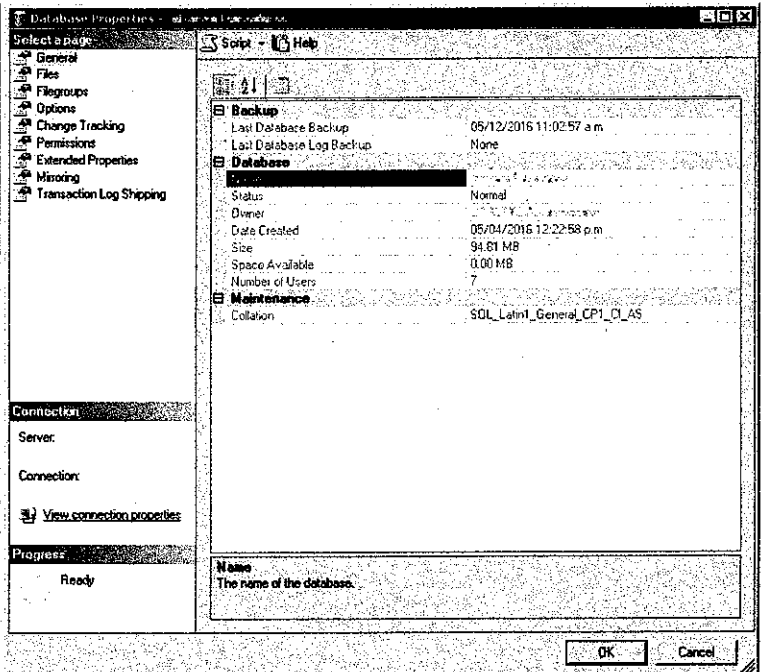 Database Properties -
Select a page
General
Files
Filegroups
Options
Change Tracking
Permissions
Extended Properties
Mirroring
Transaction Log Shipping
Script Help
Backup
Last Database Backup 05/12/2016 11:02:57 a.m
Last Database Log Backup None
Database
Status Normal
Owner
Date Created 05/04/2016 12:22:58 p.m
Size 94.81 MB
Space Available 0.00 MB
Number of Users 7
Maintenance
Collation SQL_Latin1_General_CP1_CI_AS
Connection
Server:
Connection:
View connection properties
Progress
Ready
Name
The name of the database.
OK Cancel